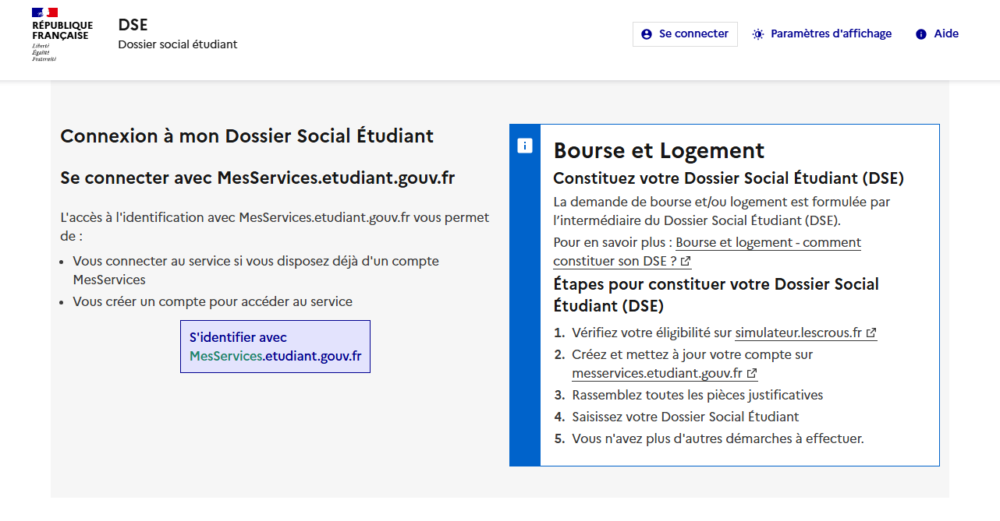 RÉPUBLIQUE
FRANÇAISE
Liberté
Égalité
Fraternité
DSE
Dossier social étudiant
Se connecter
Paramètres d'affichage
Aide
Connexion à mon Dossier Social Étudiant
Se connecter avec MesServices.etudiant.gouv.fr
L'accès à l'identification avec MesServices.etudiant.gouv.fr vous permet
de :
• Vous connecter au service si vous disposez déjà d'un compte
MesServices
• Vous créer un compte pour accéder au service
S'identifier avec
MesServices.etudiant.gouv.fr
Bourse et Logement
Constituez votre Dossier Social Étudiant (DSE)
La demande de bourse et/ou logement est formulée par
l’intermédiaire du Dossier Social Étudiant (DSE).
Pour en savoir plus : Bourse et logement - comment
constituer son DSE ?
Étapes pour constituer votre Dossier Social
Étudiant (DSE)
1. Vérifiez votre éligibilité sur simulateur.lescrous.fr
2. Créez et mettez à jour votre compte sur
messervices.etudiant.gouv.fr
3. Rassemblez toutes les pièces justificatives
4. Saisissez votre Dossier Social Étudiant
5. Vous n'avez plus d'autres démarches à effectuer.